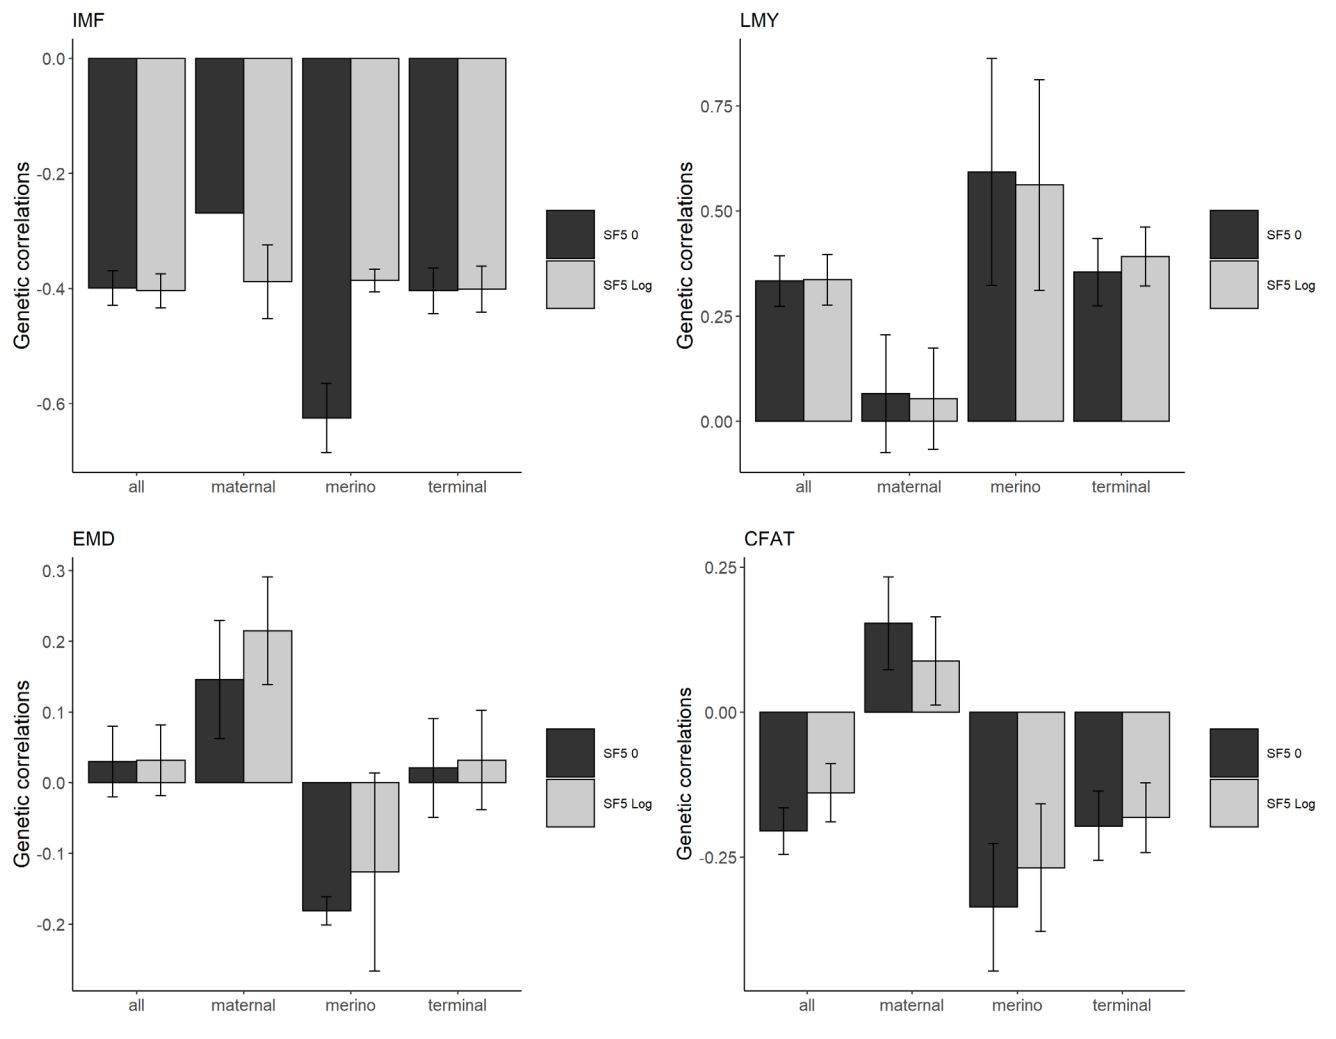 IMF
Genetic correlations
0.0
-0.2
-0.4
-0.6
all maternal merino terminal
SF5 0
SF5 Log
LMY
Genetic correlations
0.75
0.50
0.25
0.00
all maternal merino terminal
SF5 0
SF5 Log
EMD
Genetic correlations
0.3
0.2
0.1
0.0
-0.1
-0.2
all maternal merino terminal
SF5 0
SF5 Log
CFAT
Genetic correlations
0.25
0.00
-0.25
all maternal merino terminal
SF5 0
SF5 Log